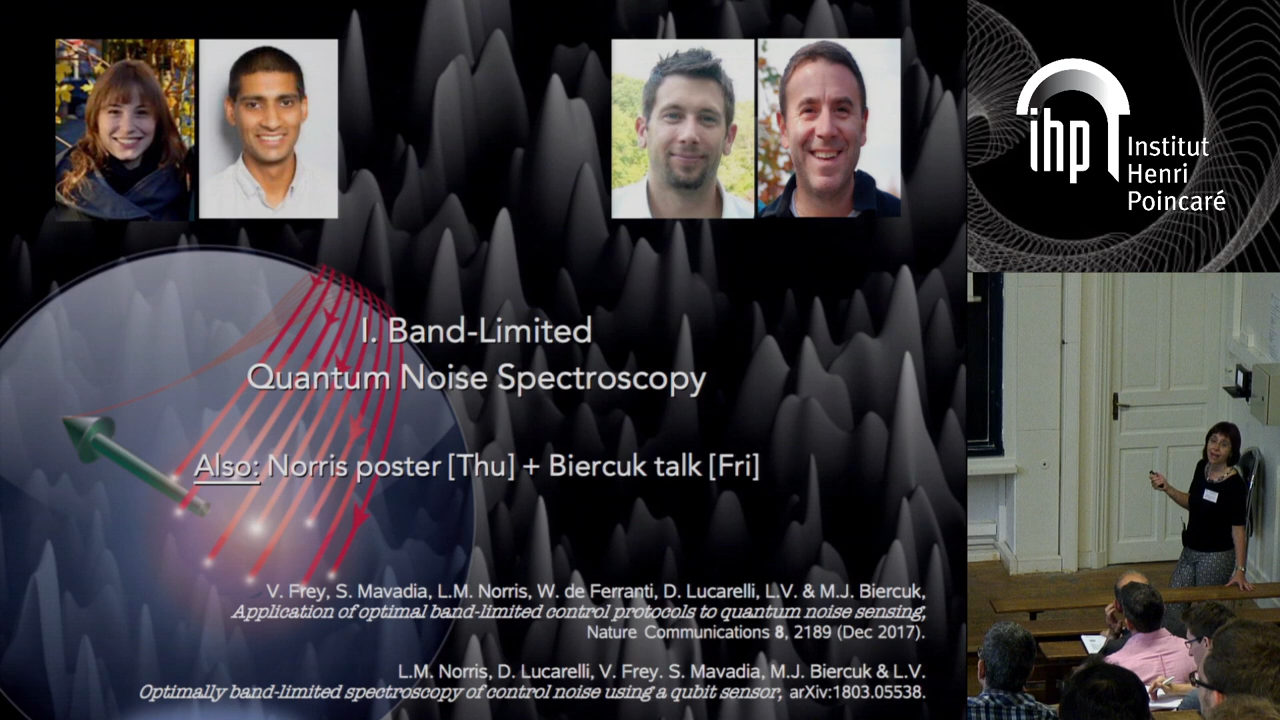 ihp
Institut
Henri
Poincaré
I. Band-Limited
Quantum Noise Spectroscopy
Also: Norris poster [Thu] + Biercuk talk [Fri]
V. Frey, S. Mavadia, L.M. Norris, W. de Ferranti, D. Lucarelli, L.V. & M.J. Biercuk,
Application of optimal band-limited control protocols to quantum noise sensing,
Nature Communications 8, 2189 (Dec 2017).
L.M. Norris, D. Lucarelli, V. Frey. S. Mavadia, M.J. Biercuk & L.V.
Optimally band-limited spectroscopy of control noise using a qubit sensor, arXiv:1803.05538.